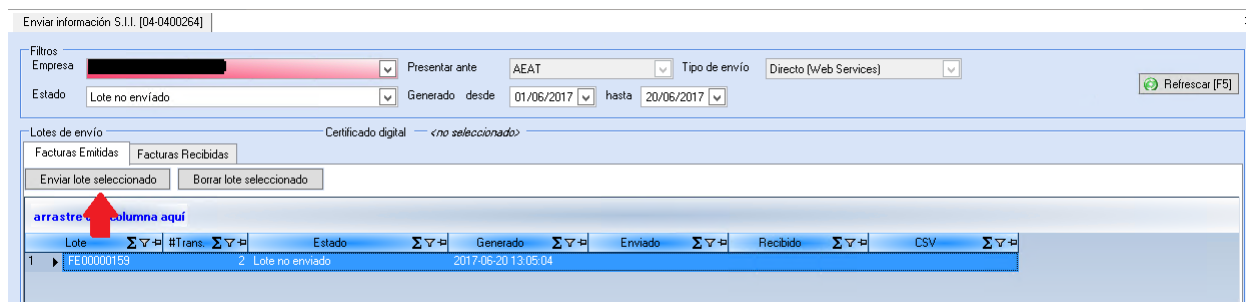 Enviar información S.I.I. [04-0400264]
Filtros
Empresa Presentar ante AEAT Tipo de envío Directo (Web Services)
Refrescar [F5]
Estado Lote no envíado Generado desde 01/06/2017 hasta 20/06/2017
Lotes de envío Certificado digital <no seleccionado>
Facturas Emitidas Facturas Recibidas
Enviar lote seleccionado Borrar lote seleccionado
arrastre columna aquí
Lote #Trans. Estado Generado Enviado Recibido CSV
1 FE00000159 2 Lote no enviado 2017-06-20 13:05:04